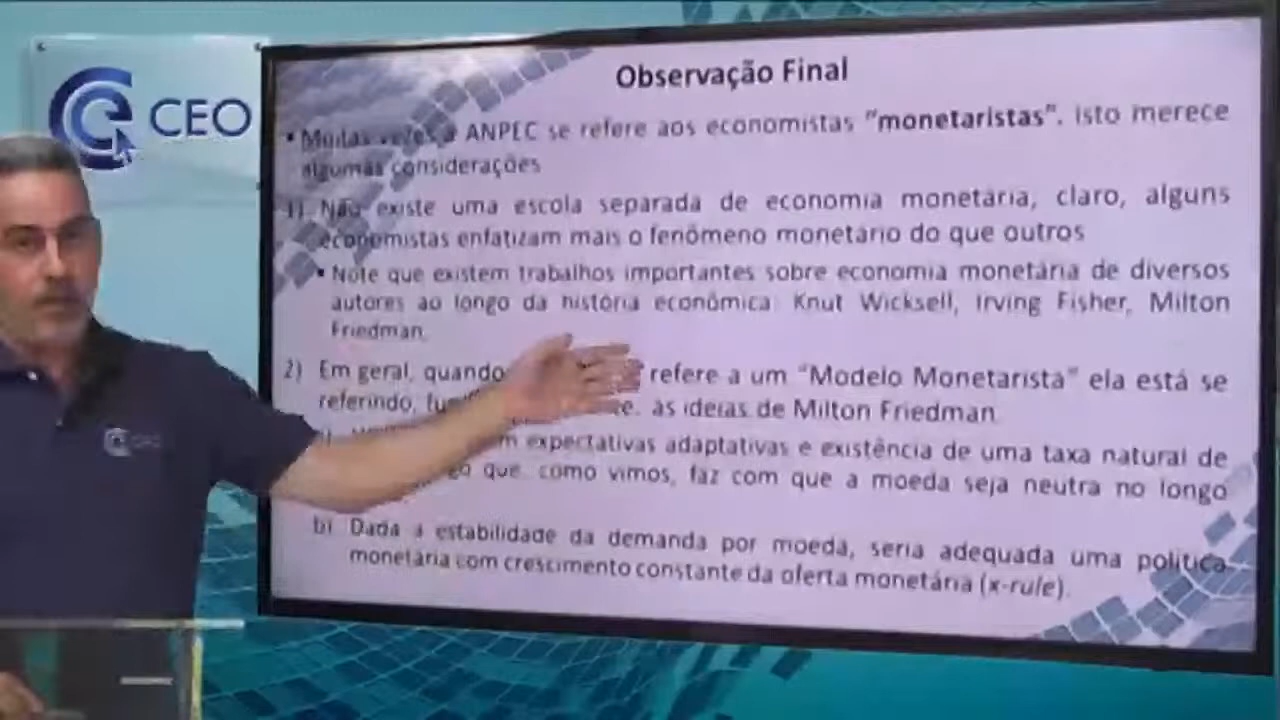 CEO
Observação Final
▪ Muitas vezes a ANPEC se refere aos economistas "monetaristas". Isto merece
algumas considerações
1) Não existe uma escola separada de economia monetária, claro, alguns
economistas enfatizam mais o fenômeno monetário do que outros
▪ Note que existem trabalhos importantes sobre economia monetária de diversos
autores ao longo da história econômica: Knut Wicksell, Irving Fisher, Milton
Friedman.
2) Em geral, quando refere a um "Modelo Monetarista" ela está se
referindo, as ideias de Milton Friedman
expectativas adaptativas e existência de uma taxa natural de
que, como vimos, faz com que a moeda seja neutra no longo
b) Dada a estabilidade da demanda por moeda, seria adequada uma política
monetária com crescimento constante da oferta monetária (x-rule).
CEO